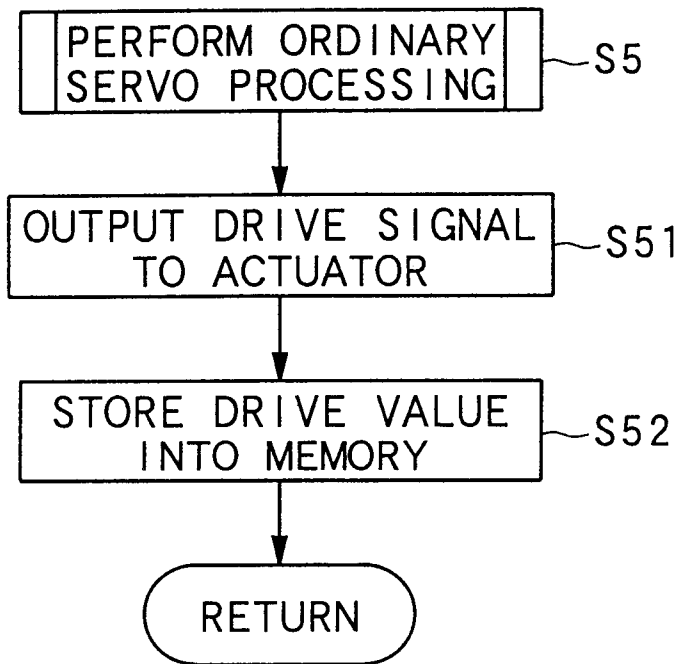 PERFORM ORDINARY
SERVO PROCESSING
S5
OUTPUT DRIVE SIGNAL
TO ACTUATOR
S51
STORE DRIVE VALUE
INTO MEMORY
S52
RETURN